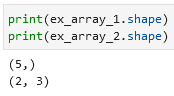 print(ex_array_1.shape)
print(ex_array_2.shape)
(5,)
(2, 3)